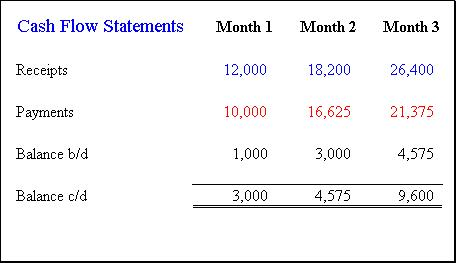 Cash Flow Statements Month 1 Month 2 Month 3
Receipts 12,000 18,200 26,400
Payments 10,000 16,625 21,375
Balance b/d 1,000 3,000 4,575
Balance c/d 3,000 4,575 9,600